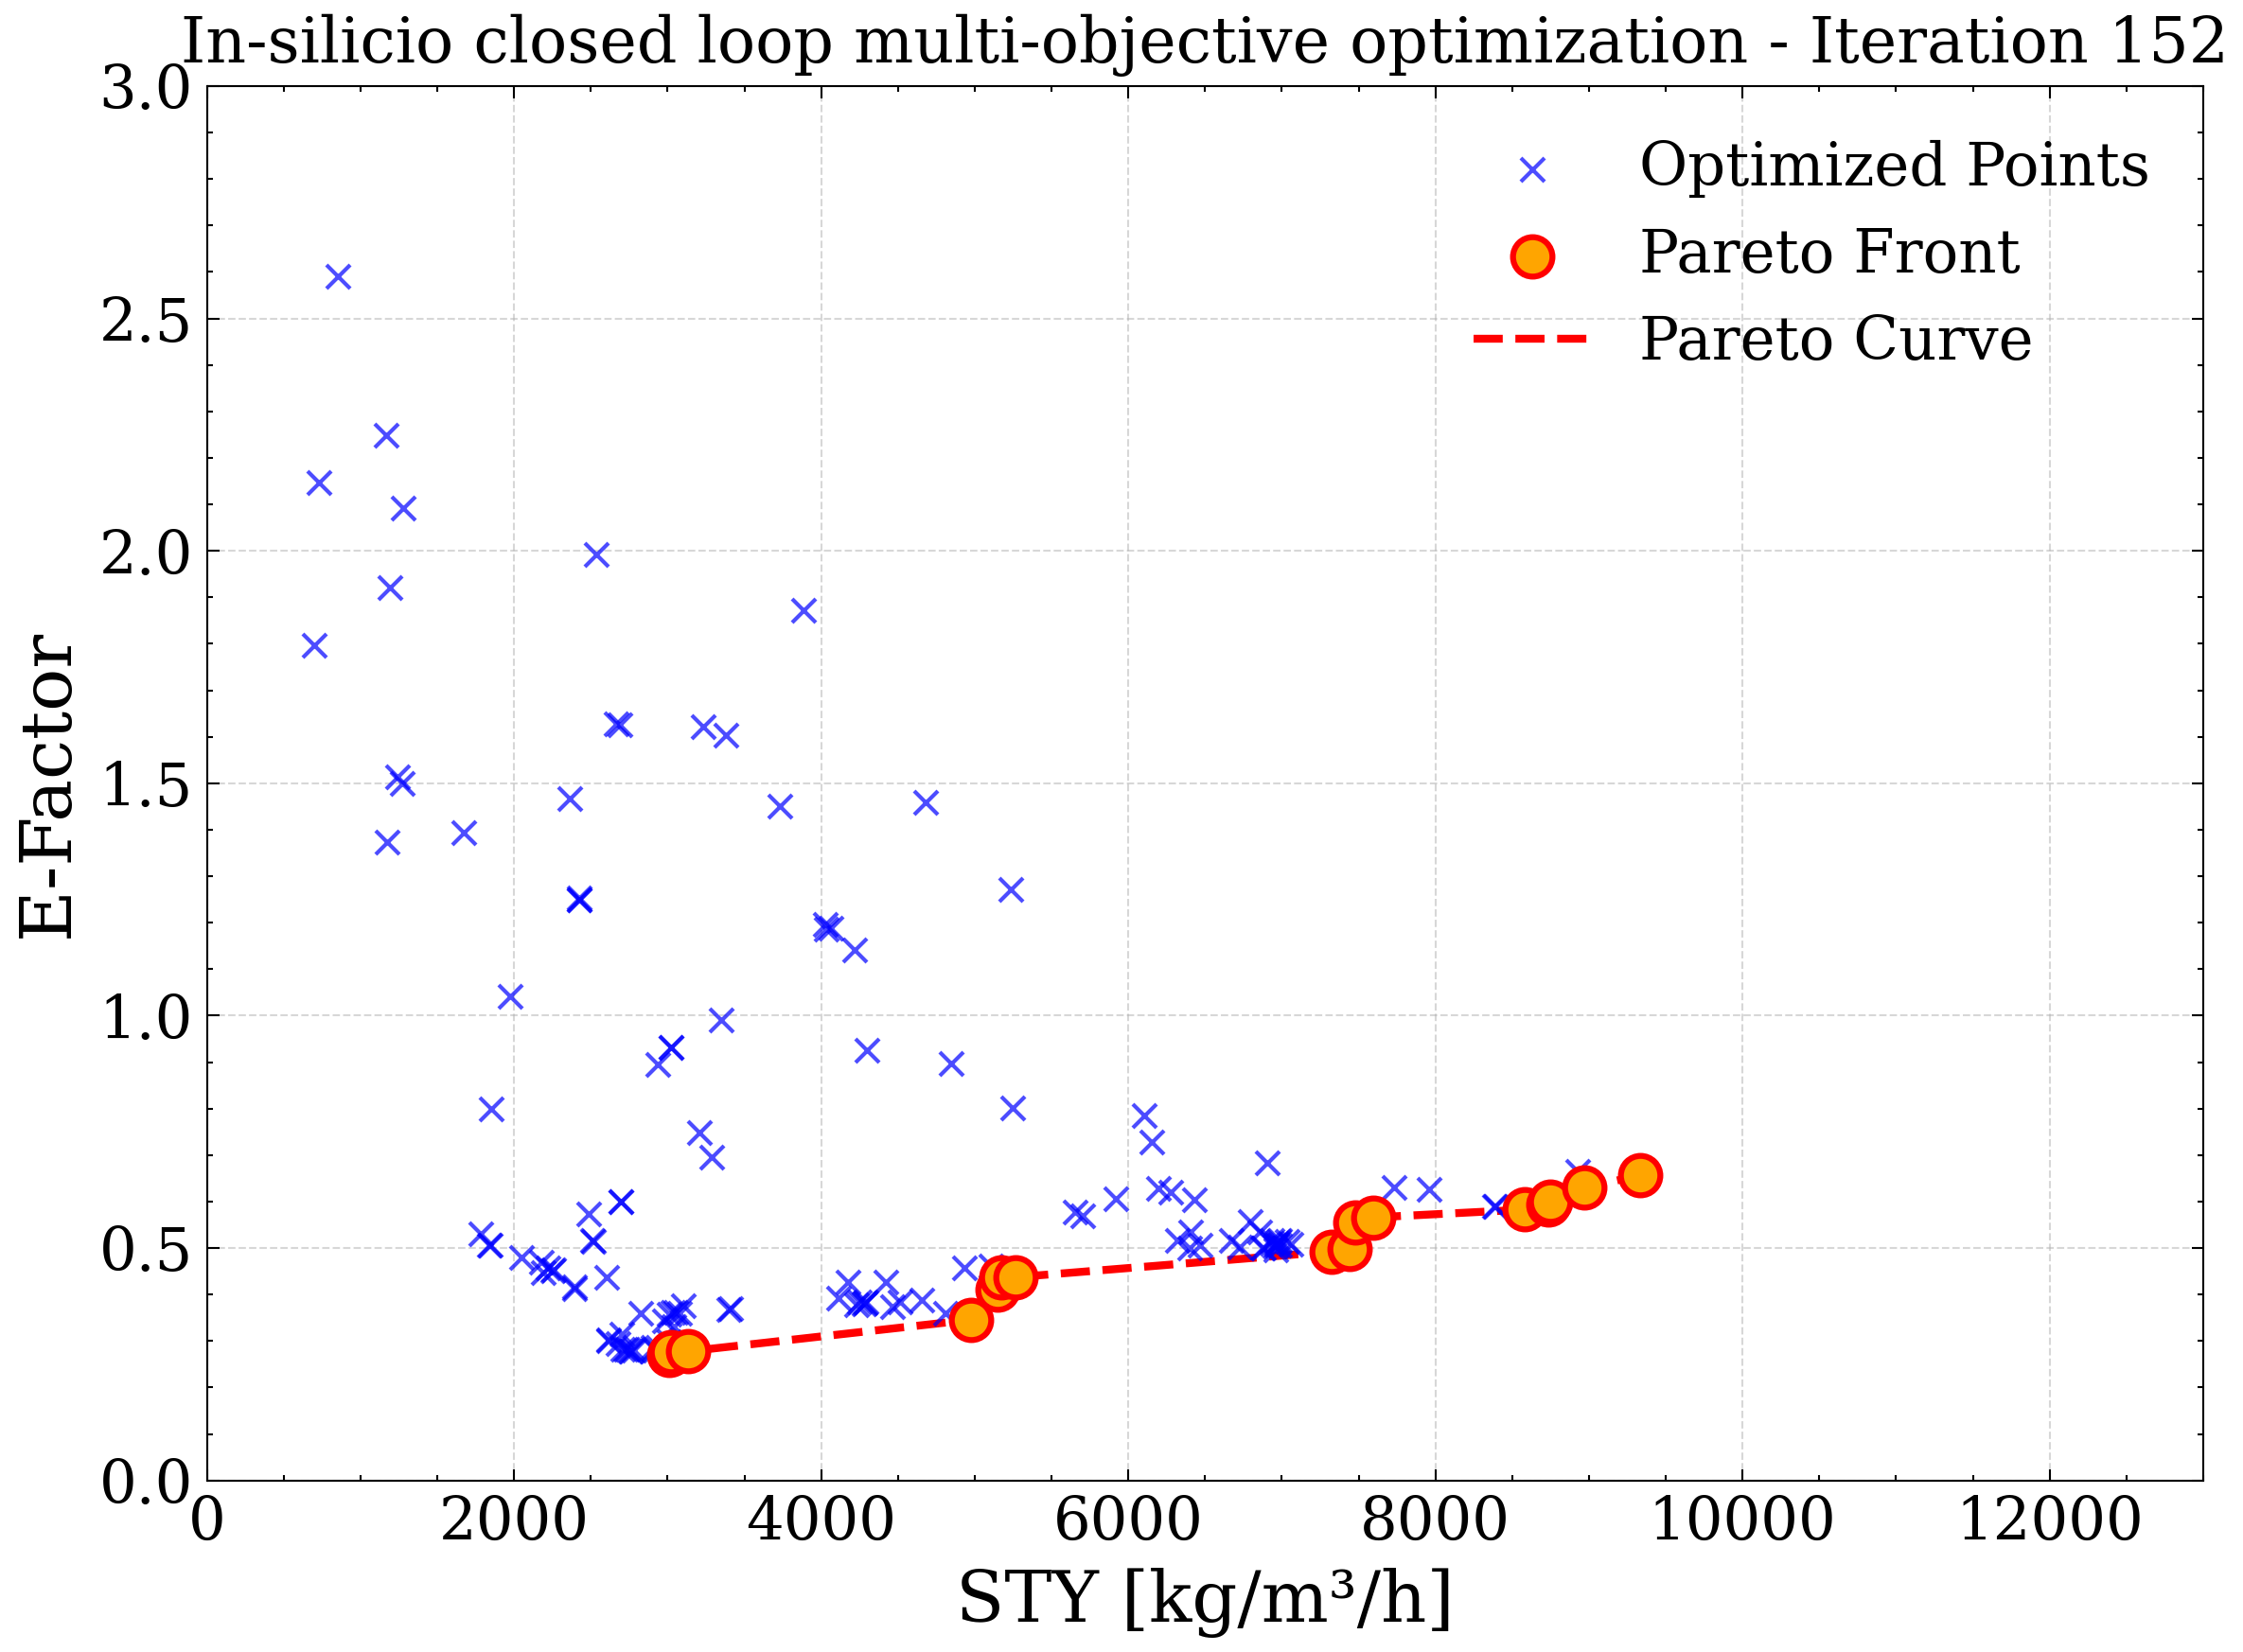 In-silicio closed loop multi-objective optimization - Iteration 152
3.0
2.5
2.0
1.5
1.0
0.5
0.0
E-Factor
Optimized Points
Pareto Front
Pareto Curve
0 2000 4000 6000 8000 10000 12000
STY [kg/m³/h]